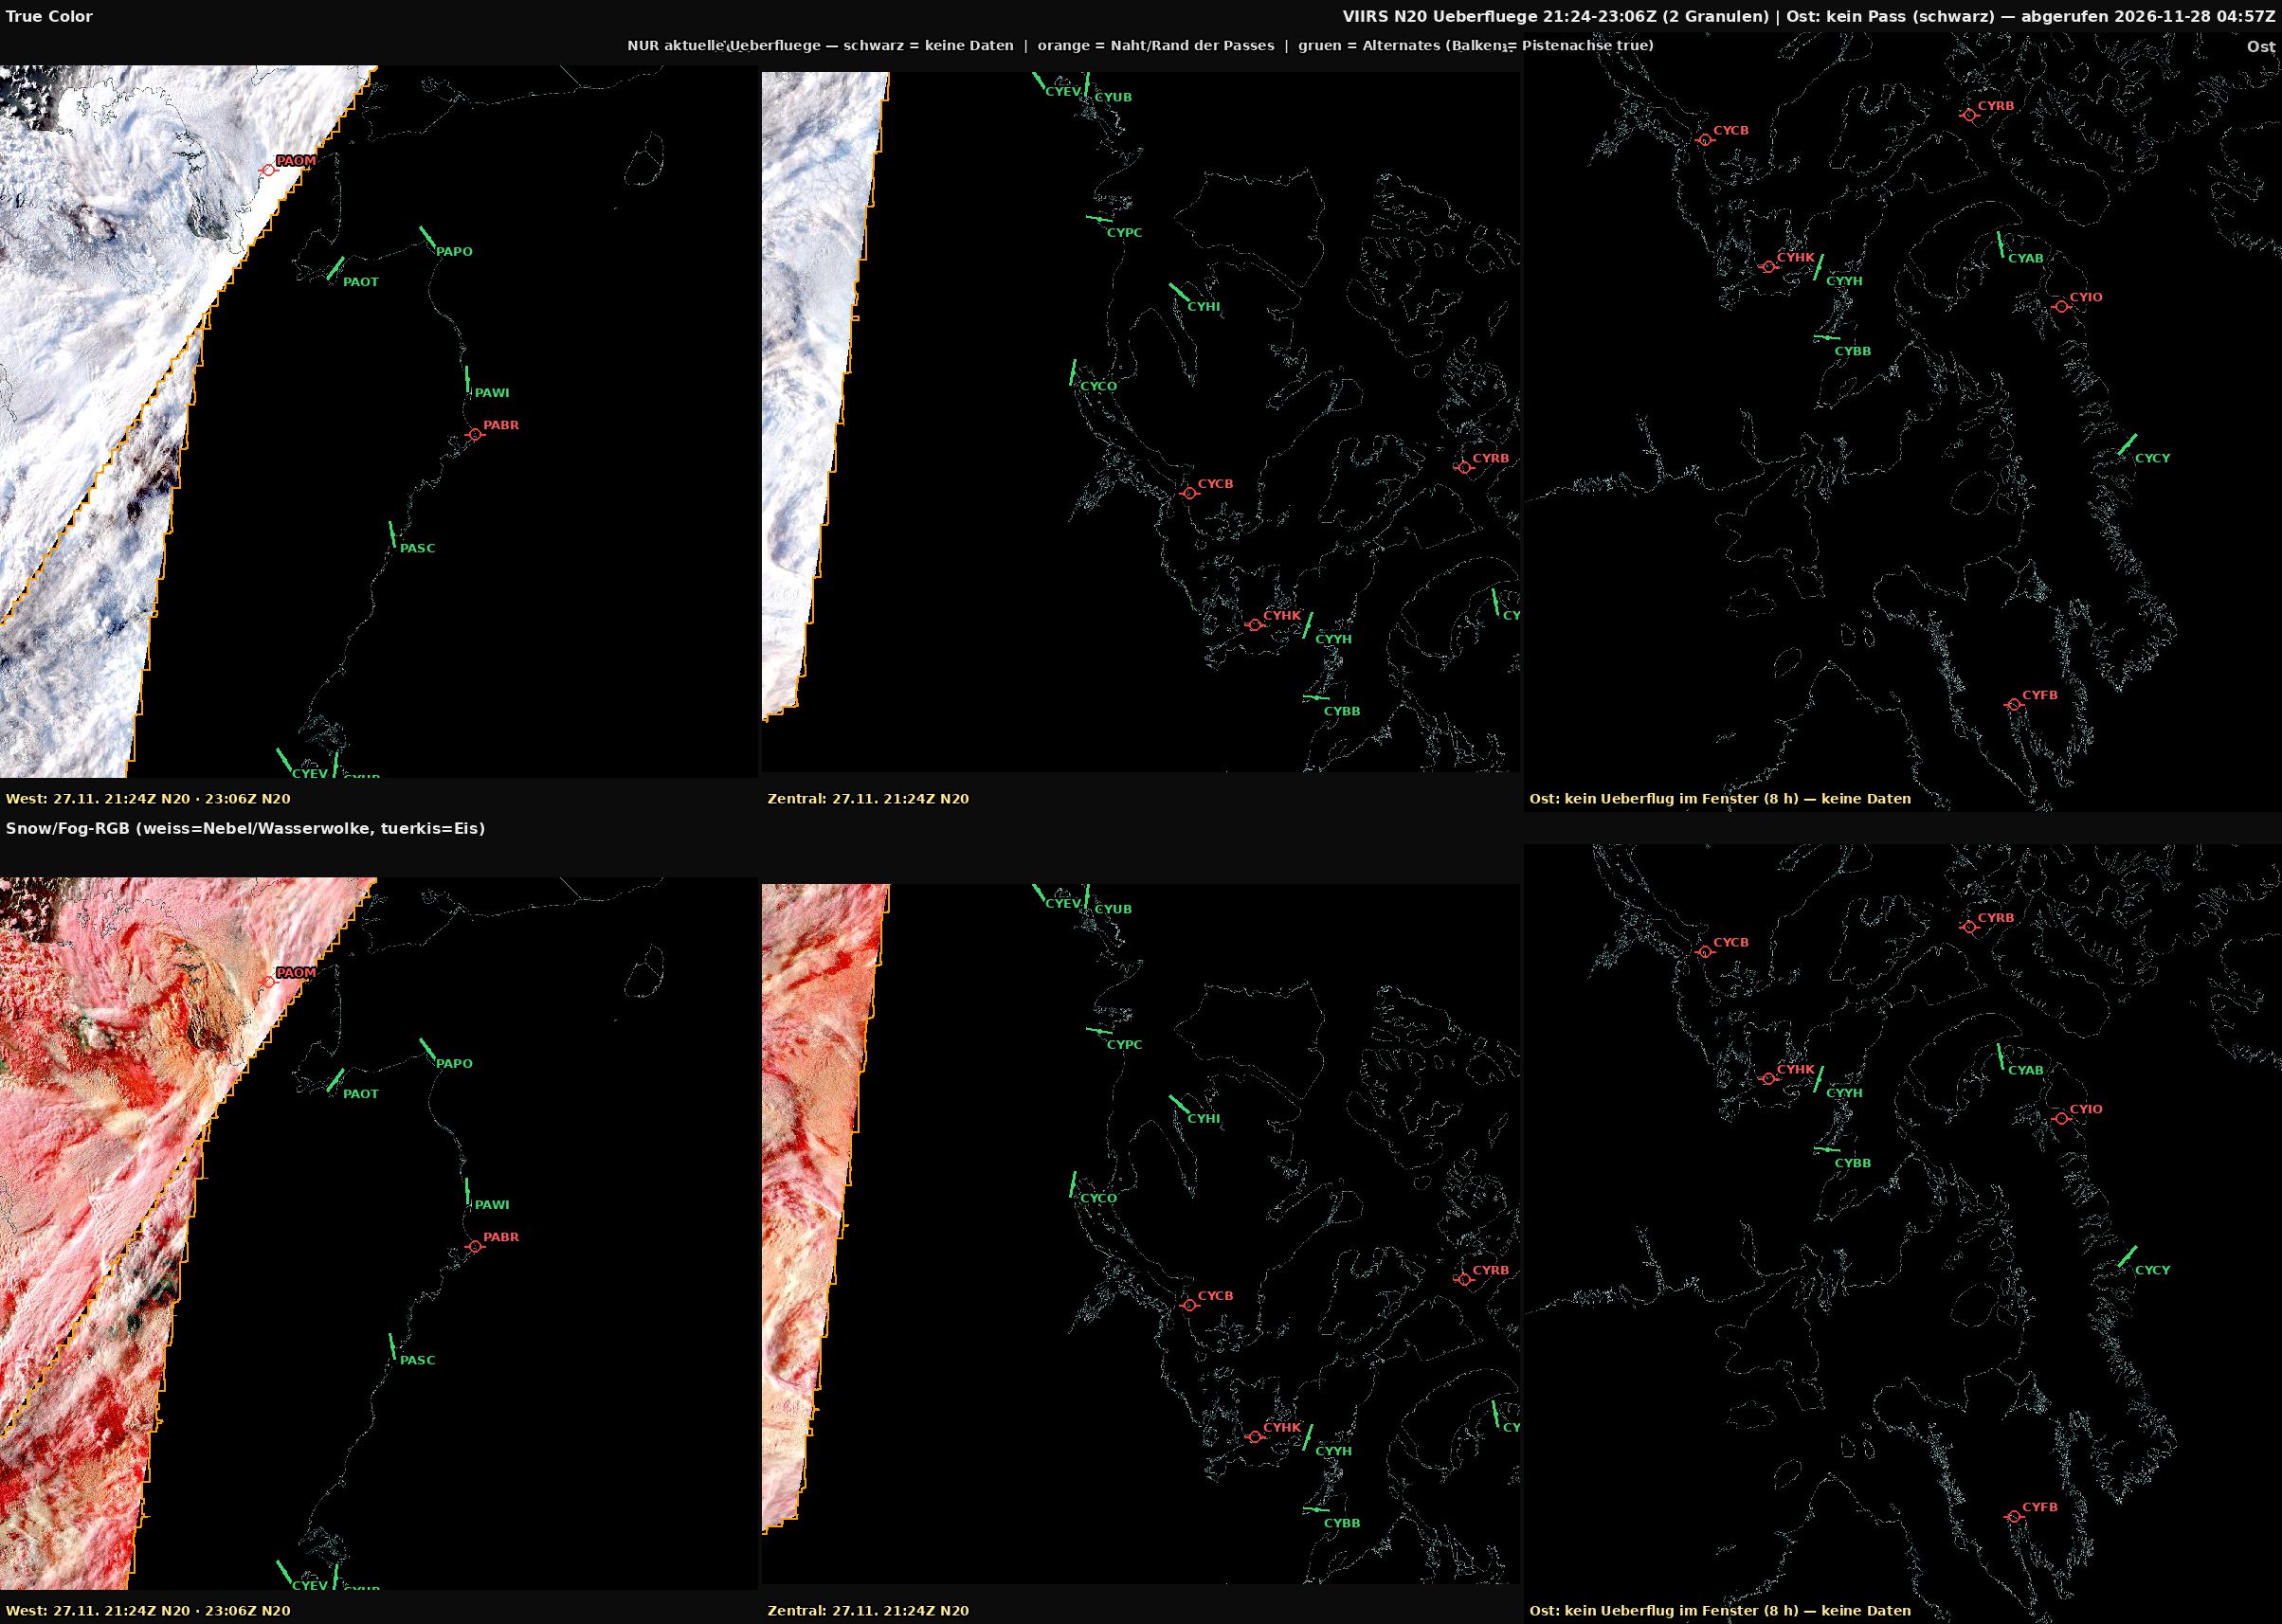 True Color
VIIRS N20 Ueberfluege 21:24-23:06Z (2 Granulen) | Ost: kein Pass (schwarz) — abgerufen 2026-11-28 04:57Z
NUR aktuelle Ueberfluege — schwarz = keine Daten | orange = Naht/Rand der Passes | gruen = Alternates (Balken = Pistenachse true)
Ost
PAOM
PAPO
PAOT
PAWI
PABR
PASC
CYEV
CYUB
West: 27.11. 21:24Z N20 · 23:06Z N20
CYEV
CYUB
CYPC
CYHI
CYCO
CYRB
CYCB
CYHK
CYYH
CY
CYBB
Zentral: 27.11. 21:24Z N20
CYRB
CYCB
CYHK
CYYH
CYAB
CYIO
CYBB
CYCY
CYFB
Ost: kein Ueberflug im Fenster (8 h) — keine Daten
Snow/Fog-RGB (weiss=Nebel/Wasserwolke, tuerkis=Eis)
PAOM
PAPO
PAOT
PAWI
PABR
PASC
CYEV
CYUB
West: 27.11. 21:24Z N20 · 23:06Z N20
CYEV
CYUB
CYPC
CYHI
CYCO
CYRB
CYCB
CYHK
CYYH
CY
CYBB
Zentral: 27.11. 21:24Z N20
CYRB
CYCB
CYHK
CYYH
CYAB
CYIO
CYBB
CYCY
CYFB
Ost: kein Ueberflug im Fenster (8 h) — keine Daten